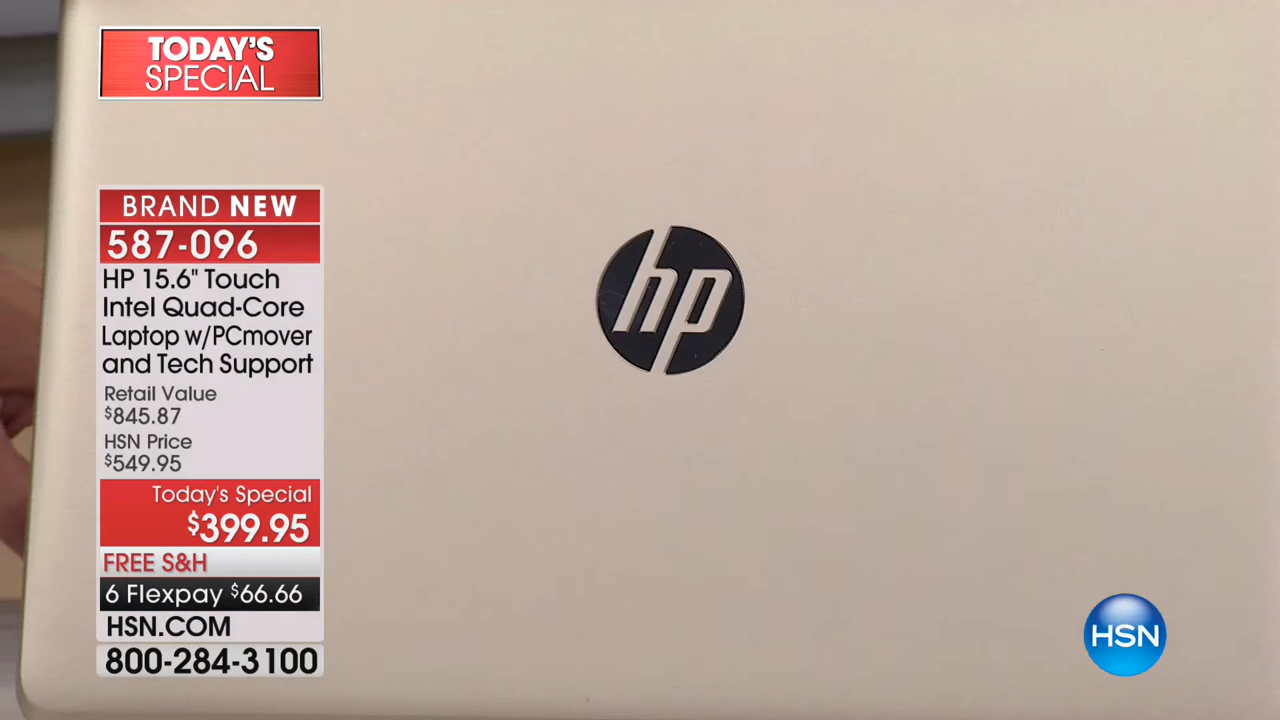 TODAY'S
SPECIAL
BRAND NEW
587-096
HP 15.6" Touch
Intel Quad-Core
Laptop w/PCmover
and Tech Support
Retail Value
$845.87
HSN Price
$549.95
Today's Special
$399.95
FREE S&H
6 Flexpay $66.66
HSN.COM
800-284-3100
hp
HSN